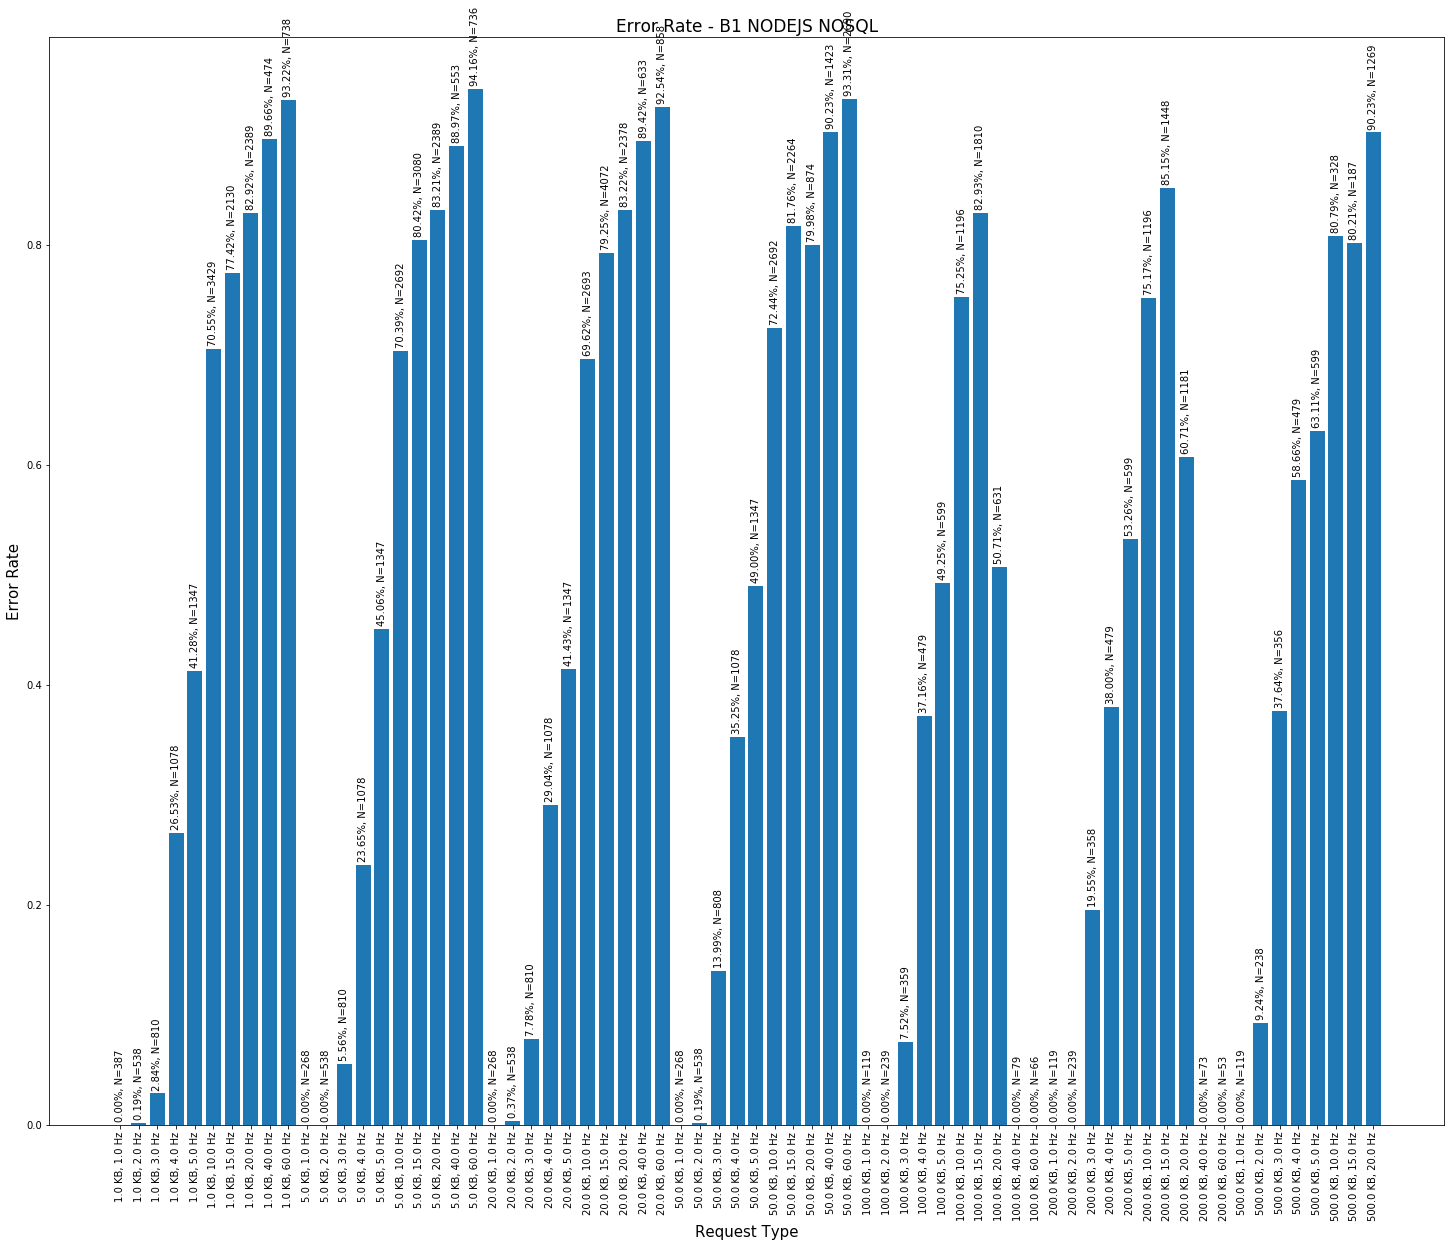 Error Rate - B1 NODEJS NOSQL
Error Rate
0.8
0.6
0.4
0.2
0.0
0.00%, N=387
0.19%, N=538
2.84%, N=810
26.53%, N=1078
41.28%, N=1347
70.55%, N=3429
77.42%, N=2130
82.92%, N=2389
89.66%, N=474
93.22%, N=738
0.00%, N=268
0.00%, N=538
5.56%, N=810
23.65%, N=1078
45.06%, N=1347
70.39%, N=2692
80.42%, N=3080
83.21%, N=2389
88.97%, N=553
94.16%, N=736
0.00%, N=268
0.37%, N=538
7.78%, N=810
29.04%, N=1078
41.43%, N=1347
69.62%, N=2693
79.25%, N=4072
83.22%, N=2378
89.42%, N=633
92.54%, N=858
0.00%, N=268
0.19%, N=538
13.99%, N=808
35.25%, N=1078
49.00%, N=1347
72.44%, N=2692
81.76%, N=2264
79.98%, N=874
90.23%, N=1423
93.31%,
0.00%, N=119
0.00%, N=239
7.52%, N=359
37.16%, N=479
49.25%, N=599
75.25%, N=1196
82.93%, N=1810
50.71%, N=631
0.00%, N=79
0.00%, N=66
0.00%, N=119
0.00%, N=239
19.55%, N=358
38.00%, N=479
53.26%, N=599
75.17%, N=1196
85.15%, N=1448
60.71%, N=1181
0.00%, N=73
0.00%, N=53
0.00%, N=119
9.24%, N=238
37.64%, N=356
58.66%, N=479
63.11%, N=599
80.79%, N=328
80.21%, N=187
90.23%, N=1269
1.0 KB, 1.0 Hz
1.0 KB, 2.0 Hz
1.0 KB, 3.0 Hz
1.0 KB, 4.0 Hz
1.0 KB, 5.0 Hz
1.0 KB, 10.0 Hz
1.0 KB, 15.0 Hz
1.0 KB, 20.0 Hz
1.0 KB, 40.0 Hz
1.0 KB, 60.0 Hz
5.0 KB, 1.0 Hz
5.0 KB, 2.0 Hz
5.0 KB, 3.0 Hz
5.0 KB, 4.0 Hz
5.0 KB, 5.0 Hz
5.0 KB, 10.0 Hz
5.0 KB, 15.0 Hz
5.0 KB, 20.0 Hz
5.0 KB, 40.0 Hz
5.0 KB, 60.0 Hz
20.0 KB, 1.0 Hz
20.0 KB, 2.0 Hz
20.0 KB, 3.0 Hz
20.0 KB, 4.0 Hz
20.0 KB, 5.0 Hz
20.0 KB, 10.0 Hz
20.0 KB, 15.0 Hz
20.0 KB, 20.0 Hz
20.0 KB, 40.0 Hz
20.0 KB, 60.0 Hz
50.0 KB, 1.0 Hz
50.0 KB, 2.0 Hz
50.0 KB, 3.0 Hz
50.0 KB, 4.0 Hz
50.0 KB, 5.0 Hz
50.0 KB, 10.0 Hz
50.0 KB, 15.0 Hz
50.0 KB, 20.0 Hz
50.0 KB, 40.0 Hz
50.0 KB, 60.0 Hz
100.0 KB, 1.0 Hz
100.0 KB, 2.0 Hz
100.0 KB, 3.0 Hz
100.0 KB, 4.0 Hz
100.0 KB, 5.0 Hz
100.0 KB, 10.0 Hz
100.0 KB, 15.0 Hz
100.0 KB, 20.0 Hz
100.0 KB, 40.0 Hz
100.0 KB, 60.0 Hz
200.0 KB, 1.0 Hz
200.0 KB, 2.0 Hz
200.0 KB, 3.0 Hz
200.0 KB, 4.0 Hz
200.0 KB, 5.0 Hz
200.0 KB, 10.0 Hz
200.0 KB, 15.0 Hz
200.0 KB, 20.0 Hz
200.0 KB, 40.0 Hz
200.0 KB, 60.0 Hz
500.0 KB, 1.0 Hz
500.0 KB, 2.0 Hz
500.0 KB, 3.0 Hz
500.0 KB, 4.0 Hz
500.0 KB, 5.0 Hz
500.0 KB, 10.0 Hz
500.0 KB, 15.0 Hz
500.0 KB, 20.0 Hz
Request Type